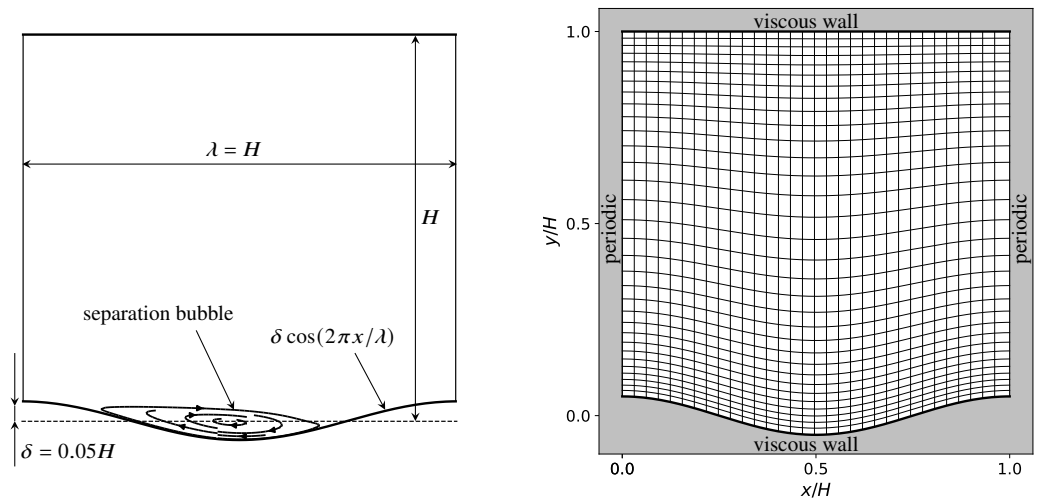 λ = H
H
separation bubble
δ cos(2πx/λ)
δ = 0.05H
viscous wall
1.0
periodic
periodic
0.5
y/H
0.0
viscous wall
0.0
0.5
1.0
x/H